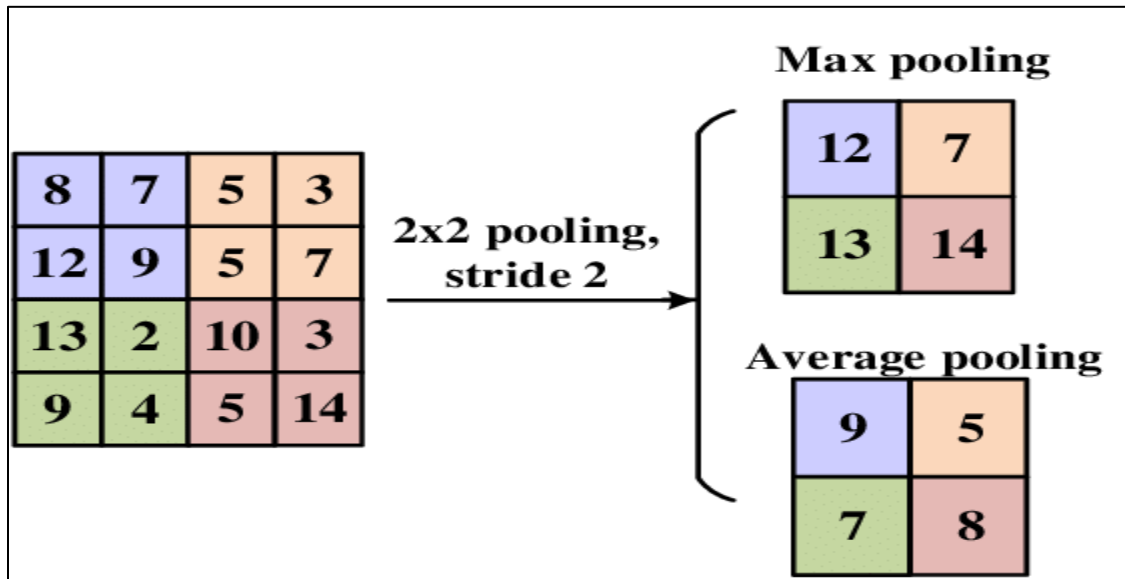 8 7 5 3
12 9 5 7
13 2 10 3
9 4 5 14
2x2 pooling,
stride 2
Max pooling
12 7
13 14
Average pooling
9 5
7 8